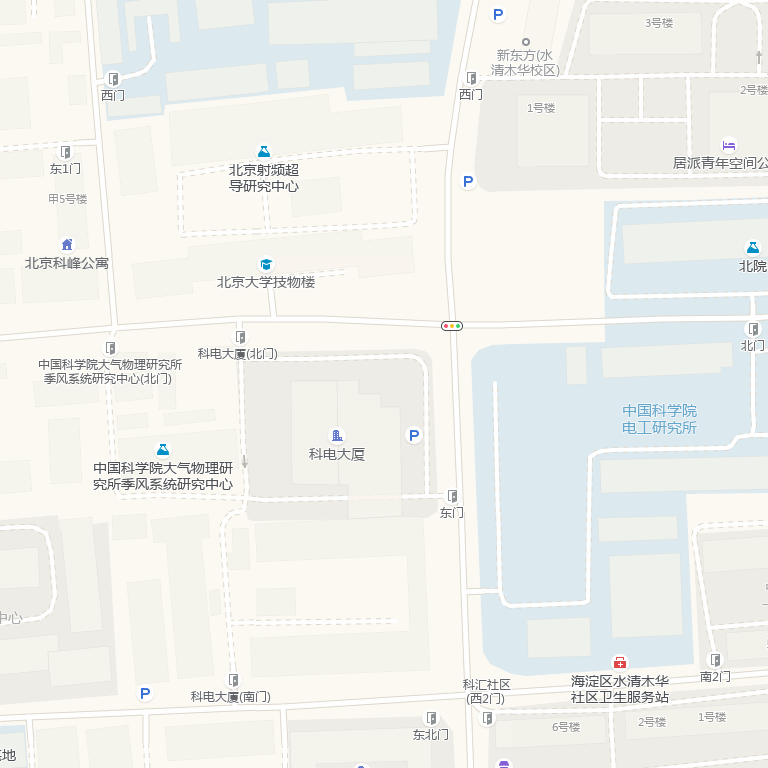 P
3号楼
新东方(水
清木华校区)
西门
西门
2号楼
1号楼
北京射频超
导研究中心
居派青年空间公
东1门
P
甲5号楼
北京科峰公寓
北京大学技物楼
北院
科电大厦(北门)
北门
中国科学院大气物理研究所
季风系统研究中心(北门)
中国科学院
电工研究所
P
科电大厦
中国科学院大气物理研
究所季风系统研究中心
东门
中心
南2门
科汇社区
(西2门)
海淀区水清木华
社区卫生服务站
P
科电大厦(南门)
东北门
6号楼
2号楼
1号楼
地